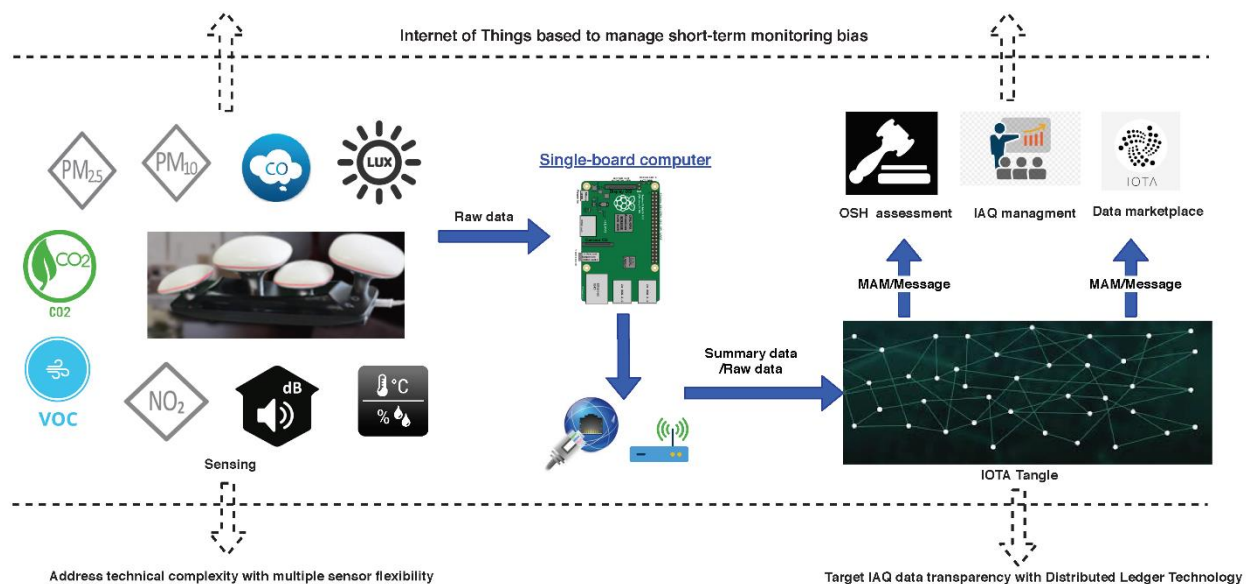 Internet of Things based to manage short-term monitoring bias
PM2.5
PM10
CO
LUX
CO2
CO2
VOC
NO2
dB
°C
%
Sensing
Raw data
Single-board computer
Summary data
/Raw data
OSH assessment
IAQ managment
IOTA
Data marketplace
MAM/Message
MAM/Message
IOTA Tangle
Address technical complexity with multiple sensor flexibility
Target IAQ data transparency with Distributed Ledger Technology